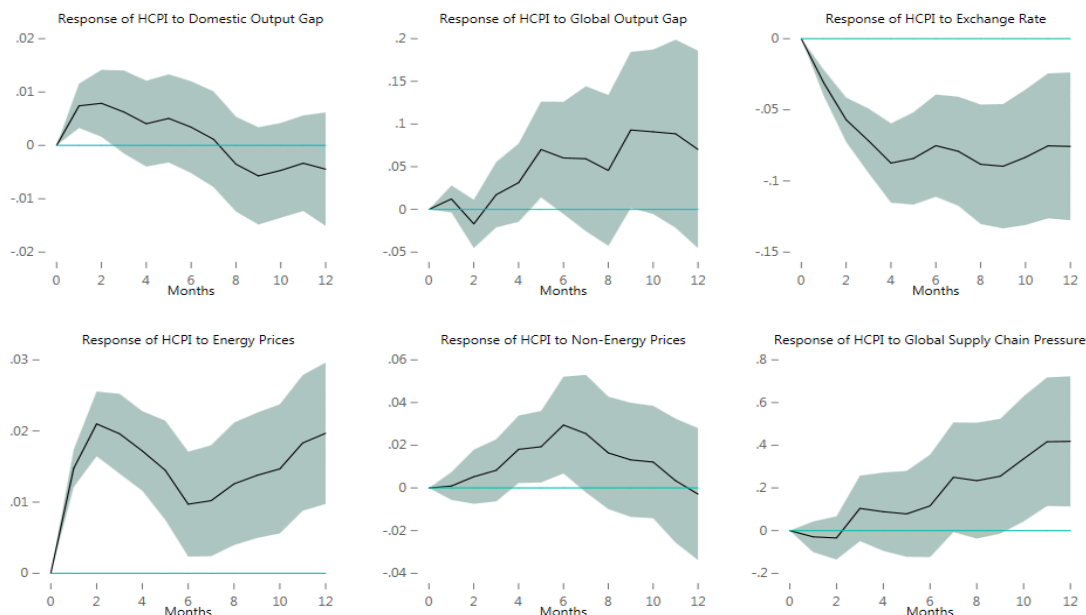 Response of HCPI to Domestic Output Gap
.02
.01
0
-.01
-.02
0 2 4 6 8 10 12
Months
Response of HCPI to Global Output Gap
.2
.15
.1
.05
0
-.05
0 2 4 6 8 10 12
Months
Response of HCPI to Exchange Rate
0
-.05
-.1
-.15
0 2 4 6 8 10 12
Months
Response of HCPI to Energy Prices
.03
.02
.01
0
0 2 4 6 8 10 12
Months
Response of HCPI to Non-Energy Prices
.06
.04
.02
0
-.02
-.04
0 2 4 6 8 10 12
Months
Response of HCPI to Global Supply Chain Pressure
.8
.6
.4
.2
0
-.2
0 2 4 6 8 10 12
Months